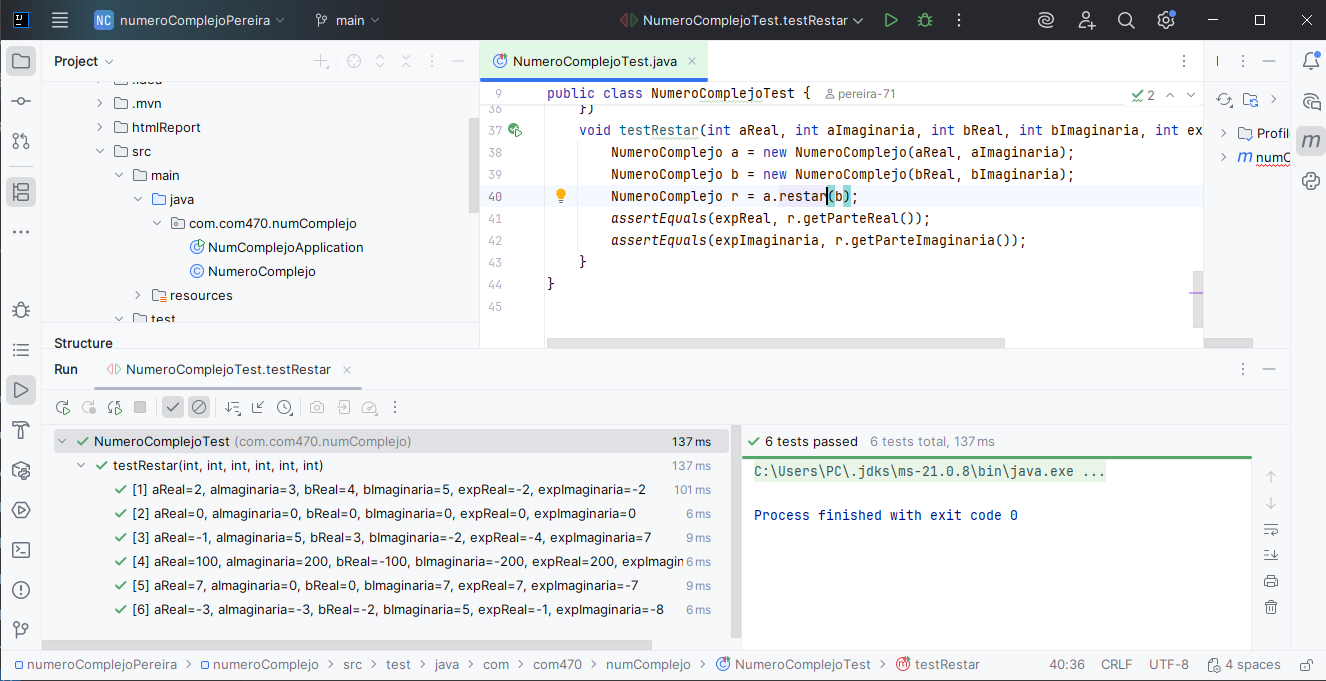 NC numeroComplejoPereira main NumeroComplejoTest.testRestar
Project
.idea
.mvn
htmlReport
src
main
java
com.com470.numComplejo
NumComplejoApplication
NumeroComplejo
resources
test
Structure
NumeroComplejoTest.java
9 public class NumeroComplejoTest { pereira-71
2
36 })
37 void testRestar(int aReal, int aImaginaria, int bReal, int bImaginaria, int ex
38 NumeroComplejo a = new NumeroComplejo(aReal, aImaginaria);
39 NumeroComplejo b = new NumeroComplejo(bReal, bImaginaria);
40 NumeroComplejo r = a.restar(b);
41 assertEquals(expReal, r.getParteReal());
42 assertEquals(expImaginaria, r.getParteImaginaria());
43 }
44 }
45
Profil
m numC
m
Run NumeroComplejoTest.testRestar
NumeroComplejoTest (com.com470.numComplejo) 137 ms
testRestar(int, int, int, int, int, int) 137 ms
[1] aReal=2, aImaginaria=3, bReal=4, bImaginaria=5, expReal=-2, expImaginaria=-2 101 ms
[2] aReal=0, aImaginaria=0, bReal=0, bImaginaria=0, expReal=0, expImaginaria=0 6 ms
[3] aReal=-1, aImaginaria=5, bReal=3, bImaginaria=-2, expReal=-4, expImaginaria=7 9 ms
[4] aReal=100, aImaginaria=200, bReal=-100, bImaginaria=-200, expReal=200, expImagin 6 ms
[5] aReal=7, aImaginaria=0, bReal=0, bImaginaria=7, expReal=7, expImaginaria=-7 9 ms
[6] aReal=-3, aImaginaria=-3, bReal=-2, bImaginaria=5, expReal=-1, expImaginaria=-8 6 ms
6 tests passed 6 tests total, 137 ms
C:\Users\PC\.jdks\ms-21.0.8\bin\java.exe ...
Process finished with exit code 0
numeroComplejoPereira > numeroComplejo > src > test > java > com > com470 > numComplejo > NumeroComplejoTest > testRestar 40:36 CRLF UTF-8 4 spaces